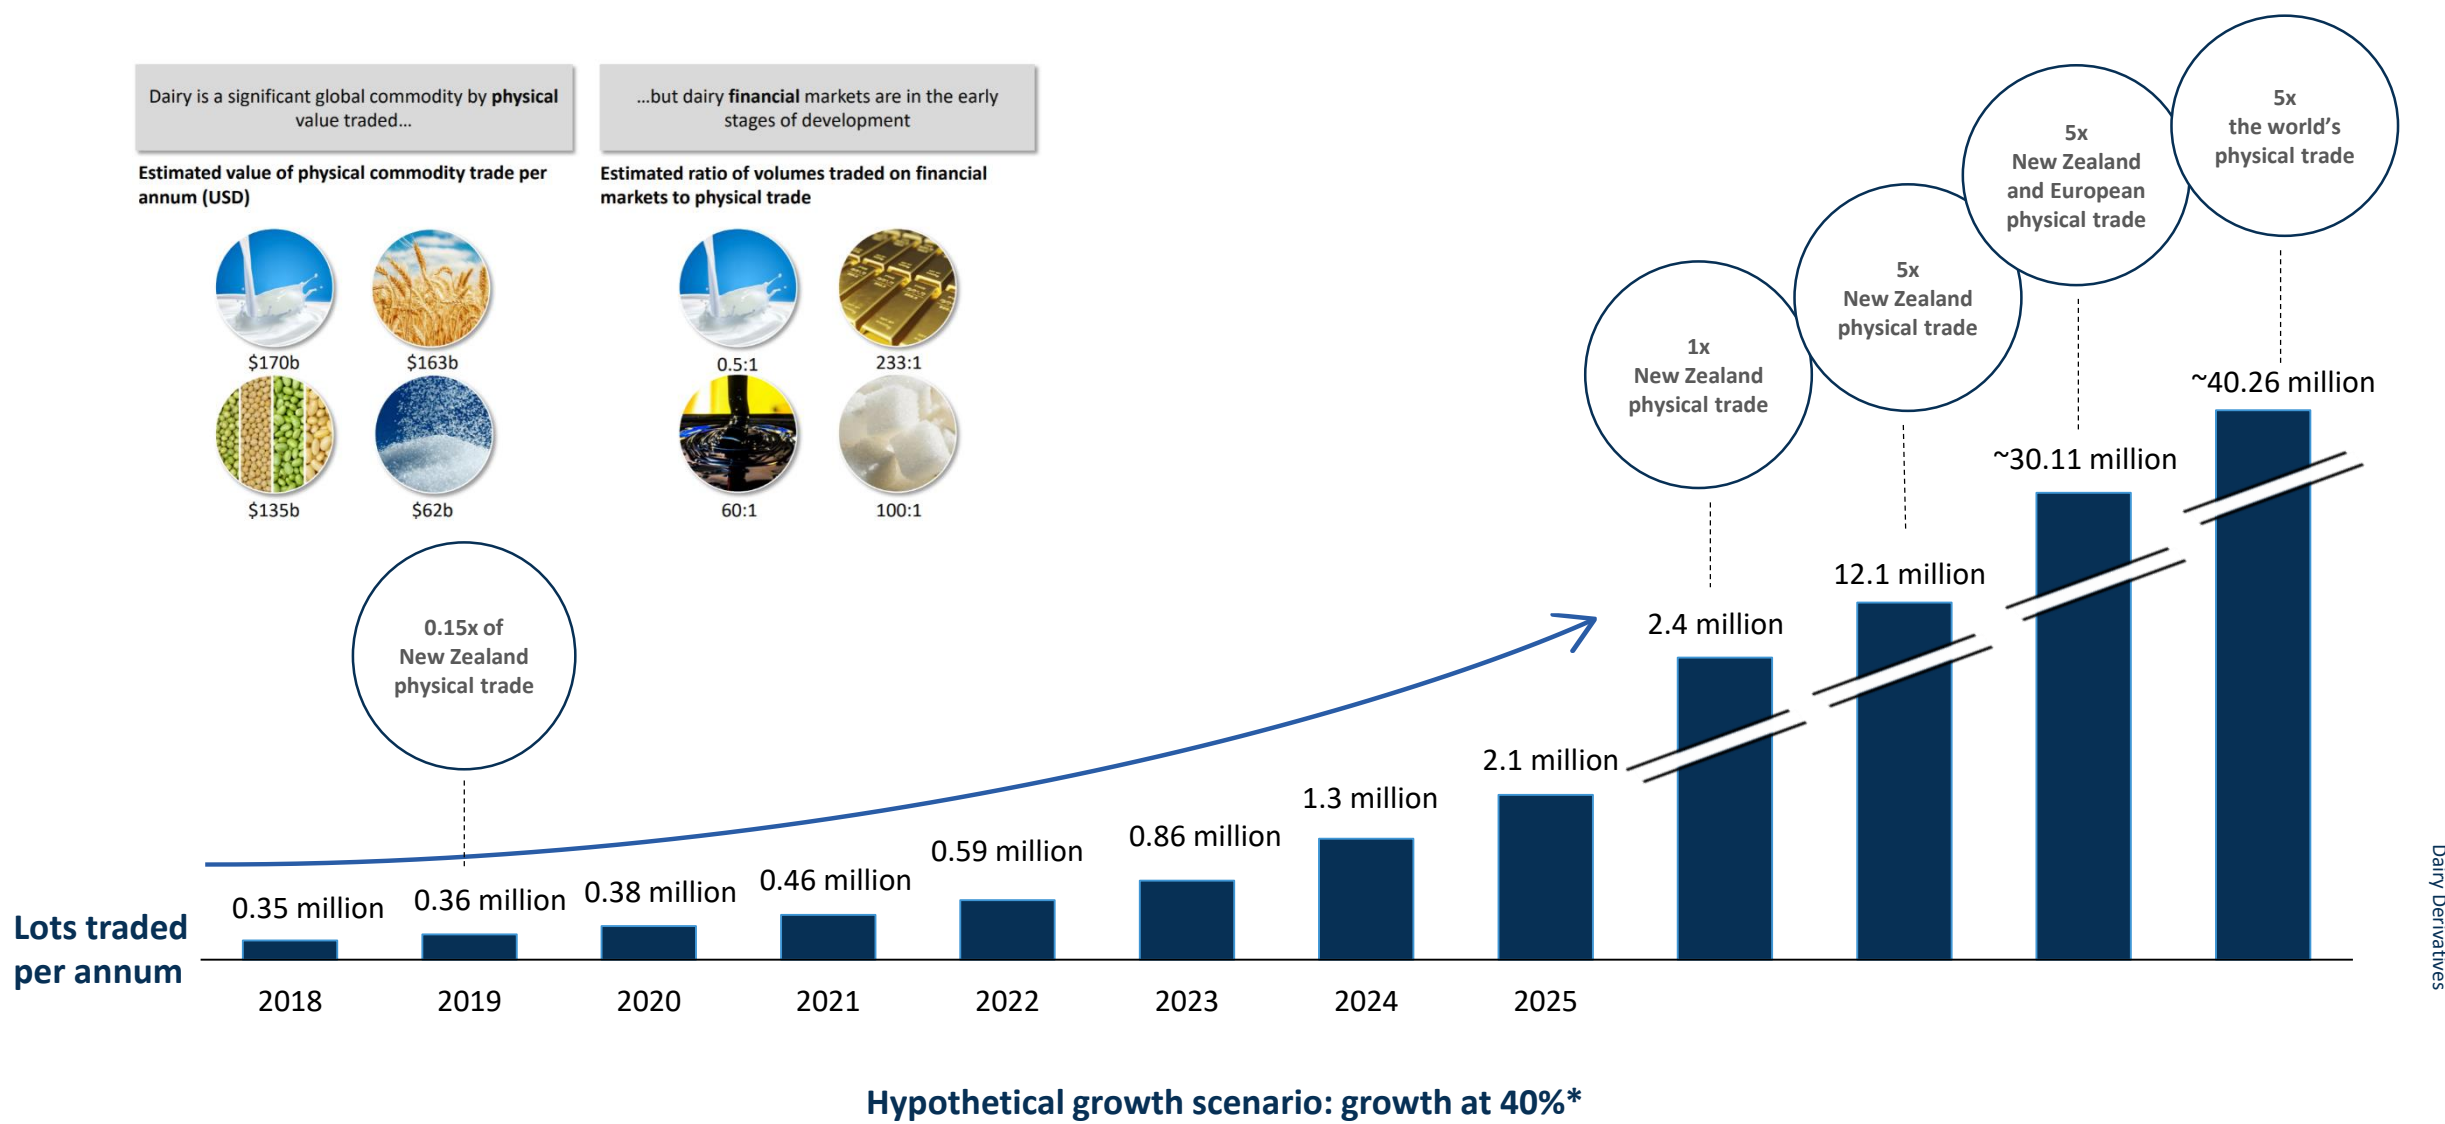 Dairy is a significant global commodity by physical
value traded...
...but dairy financial markets are in the early
stages of development
Estimated value of physical commodity trade per
annum (USD)
Estimated ratio of volumes traded on financial
markets to physical trade
$170b
$163b
$135b
$62b
0.5:1
233:1
60:1
100:1
0.15x of
New Zealand
physical trade
1x
New Zealand
physical trade
5x
New Zealand
physical trade
5x
New Zealand
and European
physical trade
5x
the world's
physical trade
0.35 million
0.36 million
0.38 million
0.46 million
0.59 million
0.86 million
1.3 million
2.1 million
2.4 million
12.1 million
~30.11 million
~40.26 million
Lots traded
per annum
2018
2019
2020
2021
2022
2023
2024
2025
Dairy Derivatives
Hypothetical growth scenario: growth at 40%*